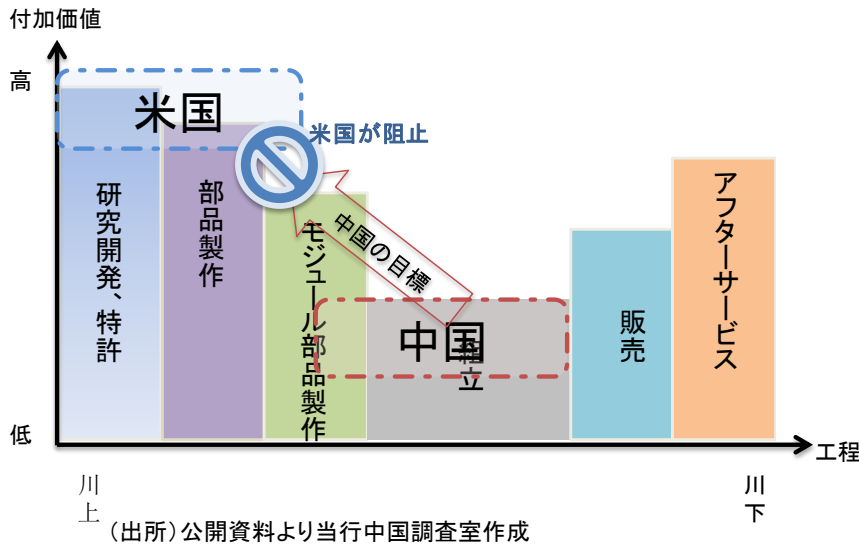 付加価値
高
米国
米国が阻止
研究開発、特許
部品製作
モジュール部品製作
中国の目標
中国
組立
販売
アフターサービス
低
工程
川上
川下
（出所）公開資料より当行中国調査室作成